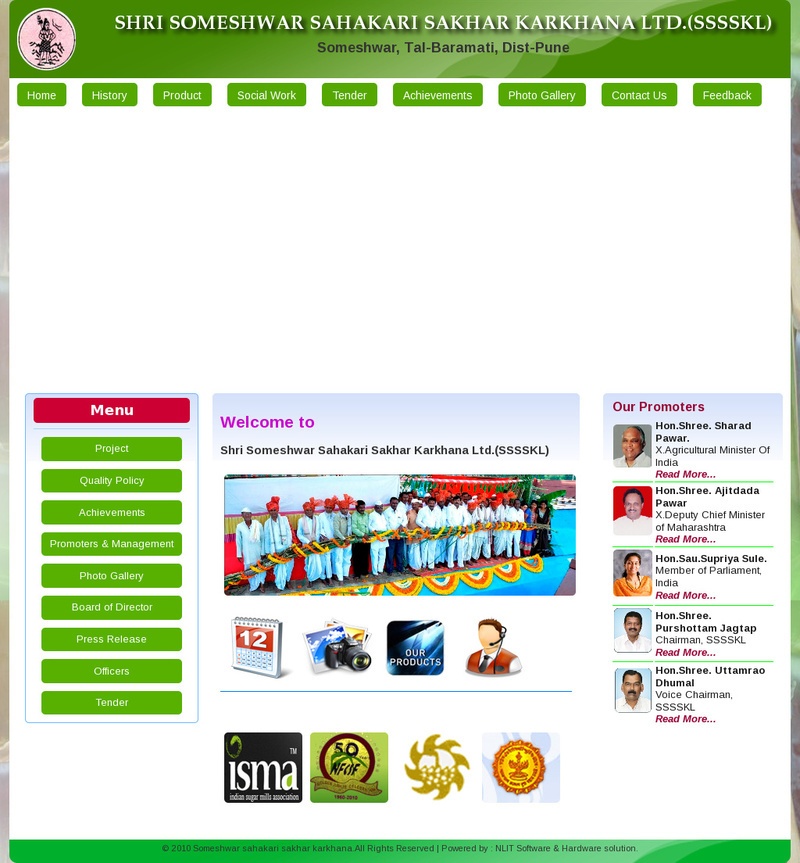 SHRI SOMESHWAR SAHAKARI SAKHAR KARKHANA LTD.(SSSSKL)
Someshwar, Tal-Baramati, Dist-Pune
Home History Product Social Work Tender Achievements Photo Gallery Contact Us Feedback
Menu
Project
Quality Policy
Achievements
Promoters & Management
Photo Gallery
Board of Director
Press Release
Officers
Tender
Welcome to
Shri Someshwar Sahakari Sakhar Karkhana Ltd.(SSSSKL)
12
OUR
PRODUCTS
isma
TM
indian sugar mills association
50
NFCSF
1960-2010
Our Promoters
Hon.Shree. Sharad
Pawar.
X.Agricultural Minister Of
India
Read More...
Hon.Shree. Ajitdada
Pawar
X.Deputy Chief Minister
of Maharashtra
Read More...
Hon.Sau.Supriya Sule.
Member of Parliament,
India
Read More...
Hon.Shree.
Purshottam Jagtap
Chairman, SSSSKL
Read More...
Hon.Shree. Uttamrao
Dhumal
Voice Chairman,
SSSSKL
Read More...
© 2010 Someshwar sahakari sakhar karkhana.All Rights Reserved | Powered by : NLIT Software & Hardware solution.